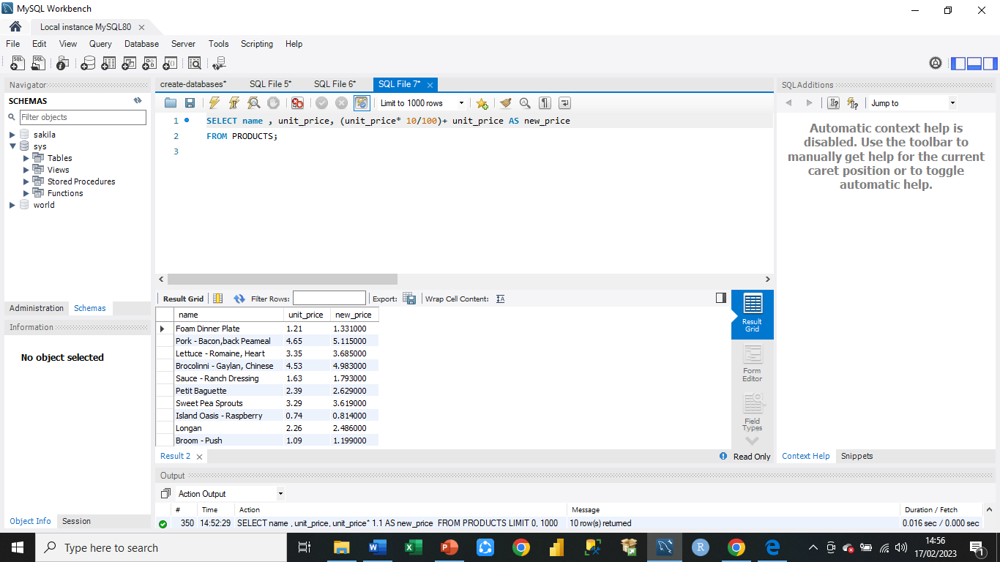 MySQL Workbench
Local instance MySQL80
File Edit View Query Database Server Tools Scripting Help
Navigator
SCHEMAS
Filter objects
sakila
sys
Tables
Views
Stored Procedures
Functions
world
Administration Schemas
Information
No object selected
Object Info Session
create-databases* SQL File 5* SQL File 6* SQL File 7*
Limit to 1000 rows
1 SELECT name , unit_price, (unit_price* 10/100)+ unit_price AS new_price
2 FROM PRODUCTS;
3
Result Grid Filter Rows: Export: Wrap Cell Content:
name unit_price new_price
Foam Dinner Plate 1.21 1.331000
Pork - Bacon,back Peameal 4.65 5.115000
Lettuce - Romaine, Heart 3.35 3.685000
Brocolinni - Gaylan, Chinese 4.53 4.983000
Sauce - Ranch Dressing 1.63 1.793000
Petit Baguette 2.39 2.629000
Sweet Pea Sprouts 3.29 3.619000
Island Oasis - Raspberry 0.74 0.814000
Longan 2.26 2.486000
Broom - Push 1.09 1.199000
Result
Grid
Form
Editor
Field
Types
Result 2 Read Only
SQLAdditions
Jump to
Automatic context help is
disabled. Use the toolbar to
manually get help for the current
caret position or to toggle
automatic help.
Context Help Snippets
Output
Action Output
# Time Action Message Duration / Fetch
350 14:52:29 SELECT name , unit_price, unit_price* 1.1 AS new_price FROM PRODUCTS LIMIT 0, 1000 10 row(s) returned 0.016 sec / 0.000 sec
Type here to search
14:56
17/02/2023